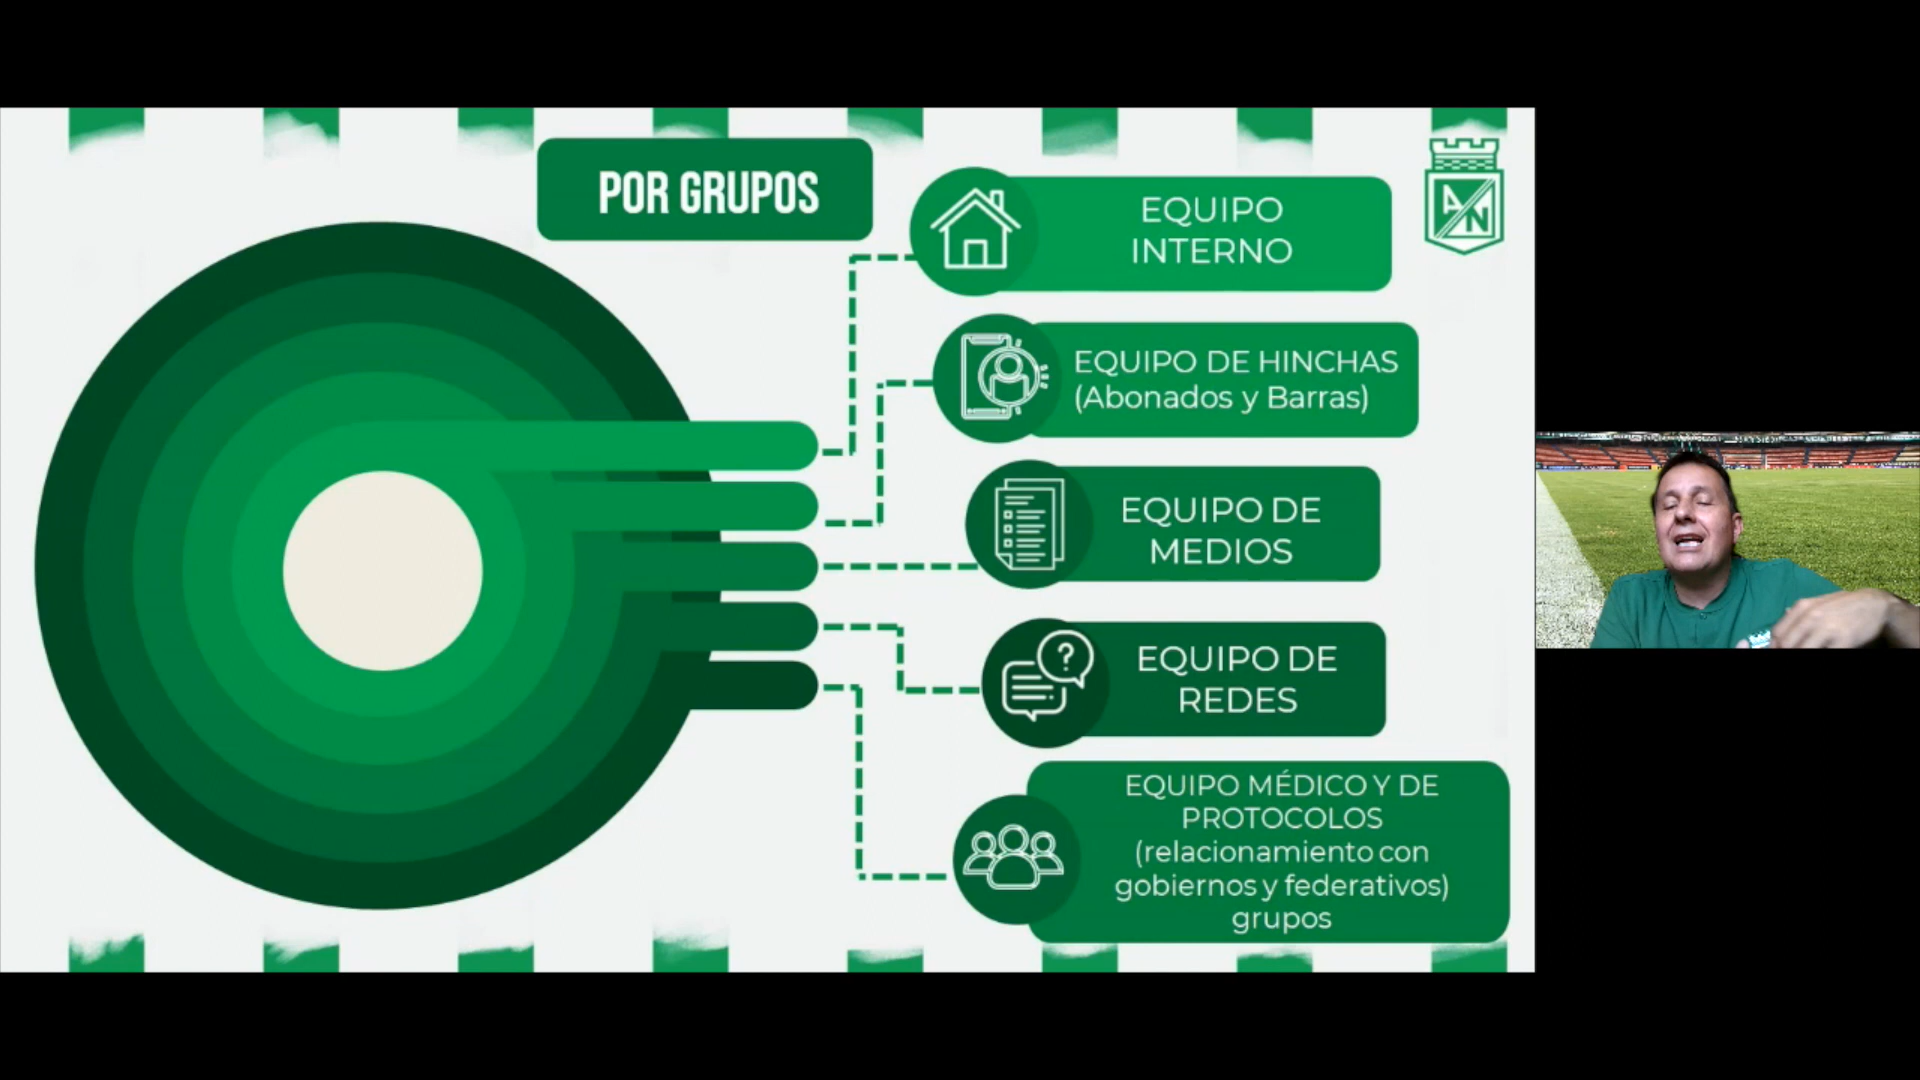 POR GRUPOS
EQUIPO
INTERNO
AN
EQUIPO DE HINCHAS
(Abonados y Barras)
EQUIPO DE
MEDIOS
?
EQUIPO DE
REDES
EQUIPO MÉDICO Y DE
PROTOCOLOS
(relacionamiento con
gobiernos y federativos)
grupos